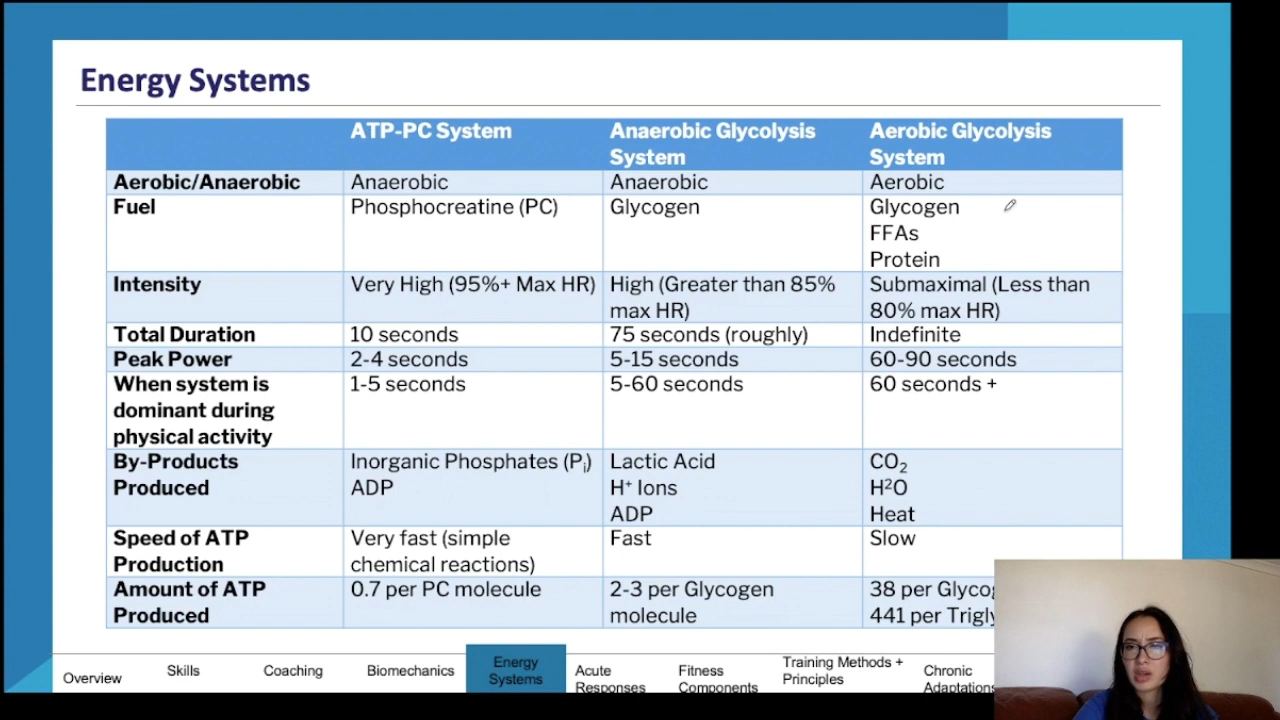 Energy Systems
ATP-PC System
Anaerobic Glycolysis
System
Aerobic Glycolysis
System
Aerobic/Anaerobic
Anaerobic
Anaerobic
Aerobic
Fuel
Phosphocreatine (PC)
Glycogen
Glycogen
FFAs
Protein
Intensity
Very High (95%+ Max HR)
High (Greater than 85%
max HR)
Submaximal (Less than
80% max HR)
Total Duration
10 seconds
75 seconds (roughly)
Indefinite
Peak Power
2-4 seconds
5-15 seconds
60-90 seconds
When system is
dominant during
physical activity
1-5 seconds
5-60 seconds
60 seconds +
By-Products
Produced
Inorganic Phosphates (Pᵢ)
ADP
Lactic Acid
H⁺ Ions
ADP
CO₂
H²O
Heat
Speed of ATP
Production
Very fast (simple
chemical reactions)
Fast
Slow
Amount of ATP
Produced
0.7 per PC molecule
2-3 per Glycogen
molecule
38 per
441 per
Overview
Skills
Coaching
Biomechanics
Energy
Systems
Acute
Responses
Fitness
Components
Training Methods +
Principles
Chronic
Adaptations